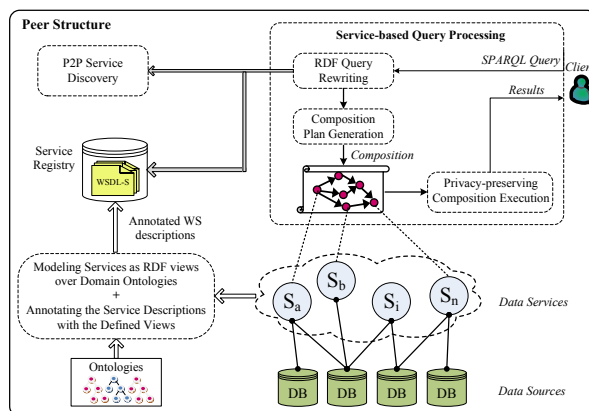 Peer Structure
Service-based Query Processing
P2P Service
Discovery
RDF Query
Rewriting
SPARQL Query
Client
Results
Composition
Plan Generation
Service
Registry
WSDL-S
Composition
Privacy-preserving
Composition Execution
Annotated WS
descriptions
Modeling Services as RDF views
over Domain Ontologies
+
Annotating the Service Descriptions
with the Defined Views
Sa
Sb
Si
Sn
Data Services
Ontologies
DB
DB
DB
DB
Data Sources